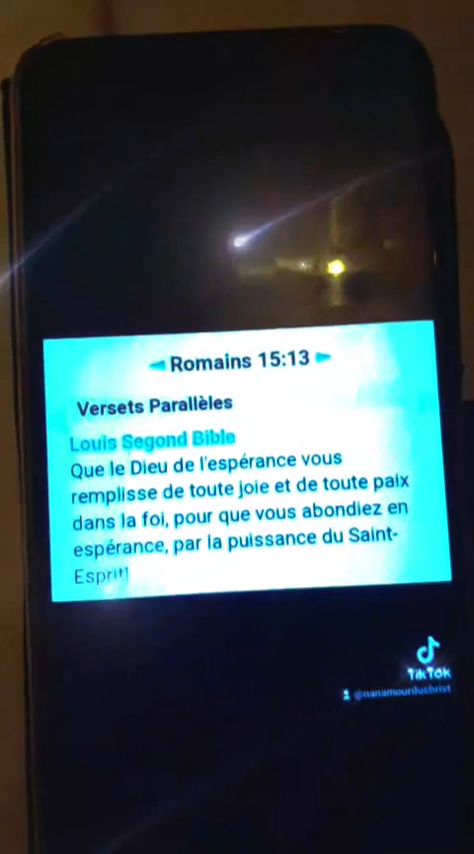 Romains 15:13
Versets Parallèles
Louis Segond Bible
Que le Dieu de l'espérance vous
remplisse de toute joie et de toute paix
dans la foi, pour que vous abondiez en
espérance, par la puissance du Saint-
Esprit!
TikTok
@nanamourduchrist